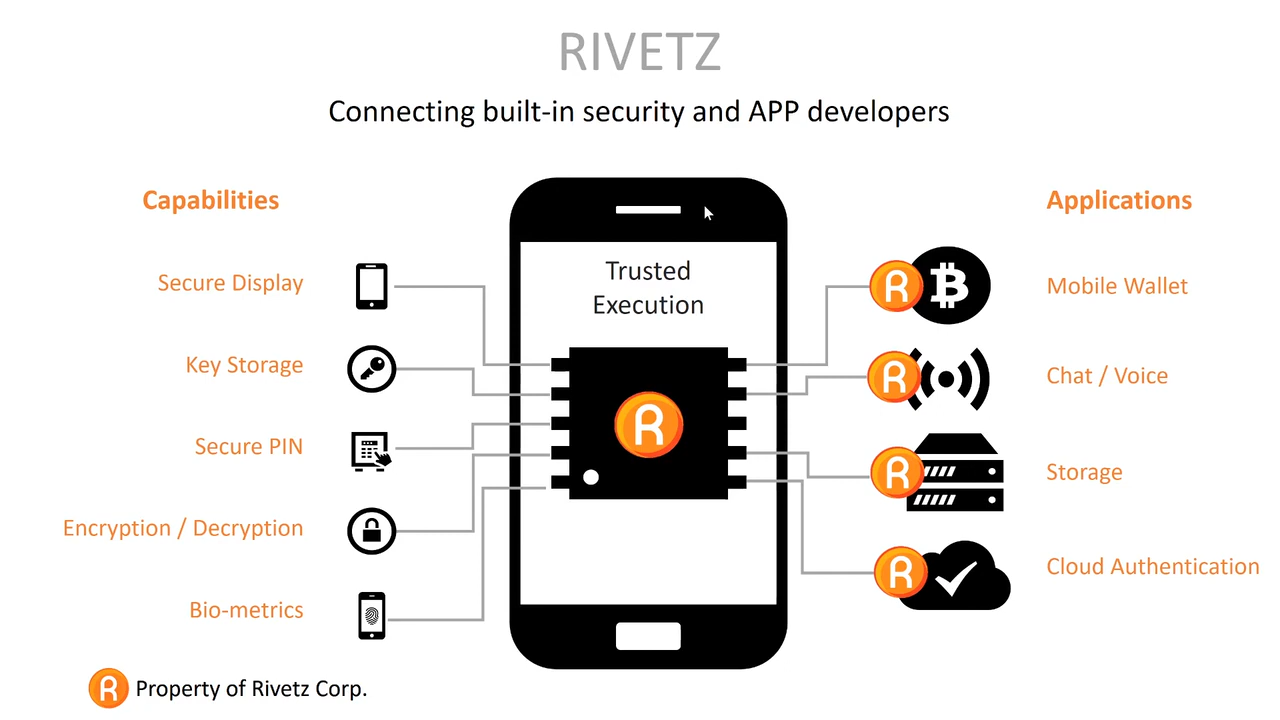 RIVETZ
Connecting built-in security and APP developers
Capabilities
Secure Display
Key Storage
Secure PIN
Encryption / Decryption
Bio-metrics
Trusted
Execution
R
Applications
R
Mobile Wallet
R
Chat / Voice
R
Storage
R
Cloud Authentication
R Property of Rivetz Corp.